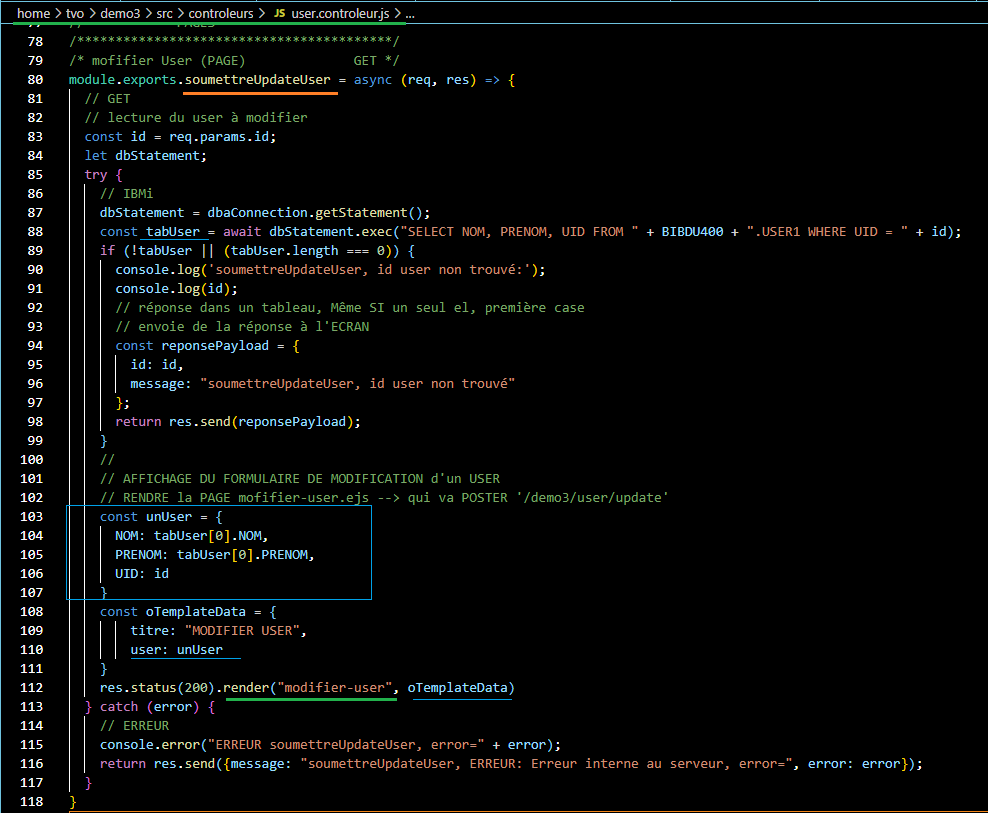 home > tvo > demo3 > src > controleurs > JS user.controleur.js > ...
78 /*****************************************/
79 /* mofifier User (PAGE)              GET */
80 module.exports.soumettreUpdateUser = async (req, res) => {
81   // GET
82   // lecture du user à modifier
83   const id = req.params.id;
84   let dbStatement;
85   try {
86     // IBMi
87     dbStatement = dbaConnection.getStatement();
88     const tabUser = await dbStatement.exec("SELECT NOM, PRENOM, UID FROM " + BIBDU400 + ".USER1 WHERE UID = " + id);
89     if (!tabUser || (tabUser.length === 0)) {
90       console.log('soumettreUpdateUser, id user non trouvé:');
91       console.log(id);
92       // réponse dans un tableau, Même SI un seul el, première case
93       // envoie de la réponse à l'ECRAN
94       const reponsePayload = {
95         id: id,
96         message: "soumettreUpdateUser, id user non trouvé"
97       };
98       return res.send(reponsePayload);
99     }
100     //
101     // AFFICHAGE DU FORMULAIRE DE MODIFICATION d'un USER
102     // RENDRE la PAGE mofifier-user.ejs --> qui va POSTER '/demo3/user/update'
103     const unUser = {
104       NOM: tabUser[0].NOM,
105       PRENOM: tabUser[0].PRENOM,
106       UID: id
107     }
108     const oTemplateData = {
109         titre: "MODIFIER USER",
110         user: unUser
111     }
112     res.status(200).render("modifier-user", oTemplateData)
113   } catch (error) {
114     // ERREUR
115     console.error("ERREUR soumettreUpdateUser, error=" + error);
116     return res.send({message: "soumettreUpdateUser, ERREUR: Erreur interne au serveur, error=", error: error});
117   }
118 }